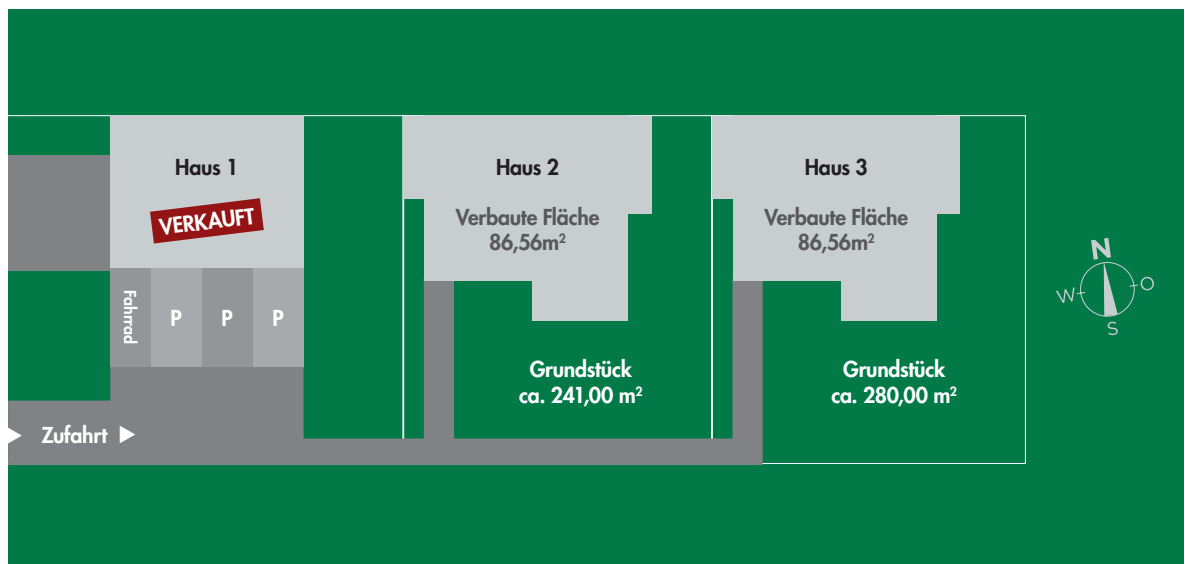 Haus 1
VERKAUFT
Fahrrad
P
P
P
Zufahrt
Haus 2
Verbaute Fläche
86,56m²
Grundstück
ca. 241,00 m²
Haus 3
Verbaute Fläche
86,56m²
Grundstück
ca. 280,00 m²
N
W
O
S